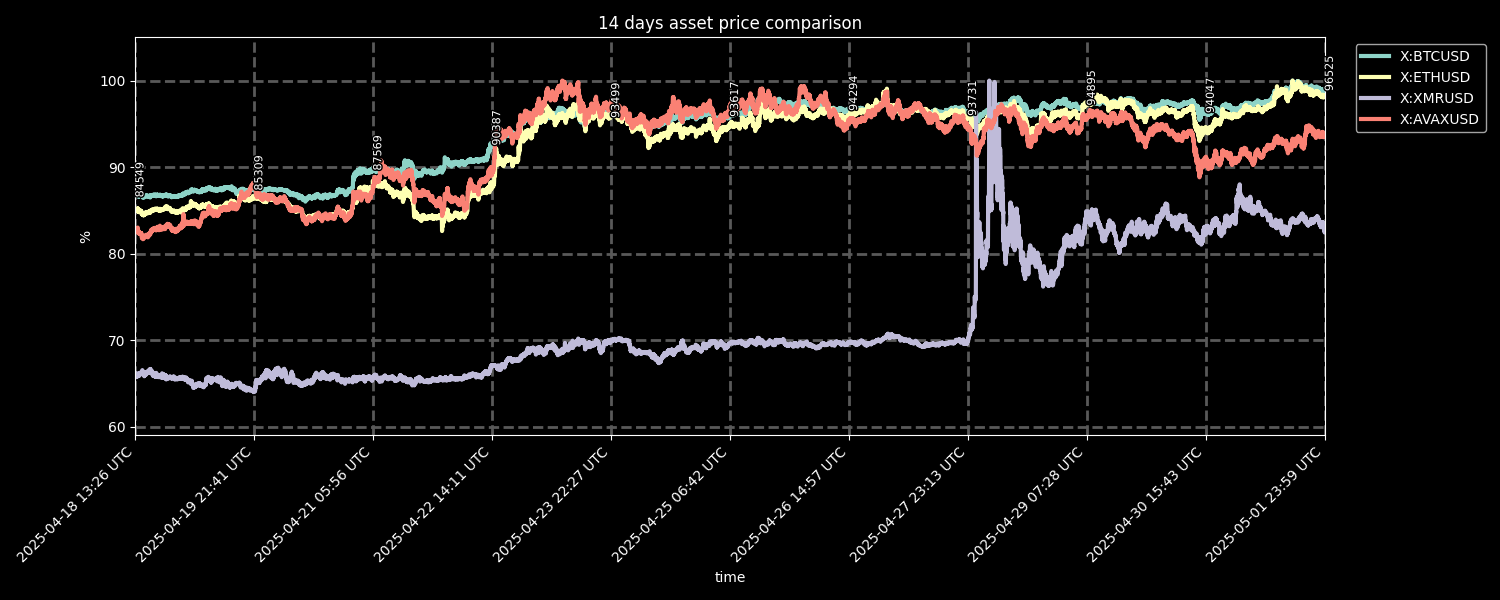 14 days asset price comparison
X:BTCUSD
X:ETHUSD
X:XMRUSD
X:AVAXUSD
100
90
80
70
60
%
84549
85309
87569
90387
93499
93617
94294
93731
94895
94047
96525
2025-04-18 13:26 UTC
2025-04-19 21:41 UTC
2025-04-21 05:56 UTC
2025-04-22 14:11 UTC
2025-04-23 22:27 UTC
2025-04-25 06:42 UTC
2025-04-26 14:57 UTC
2025-04-27 23:13 UTC
2025-04-29 07:28 UTC
2025-04-30 15:43 UTC
2025-05-01 23:59 UTC
time